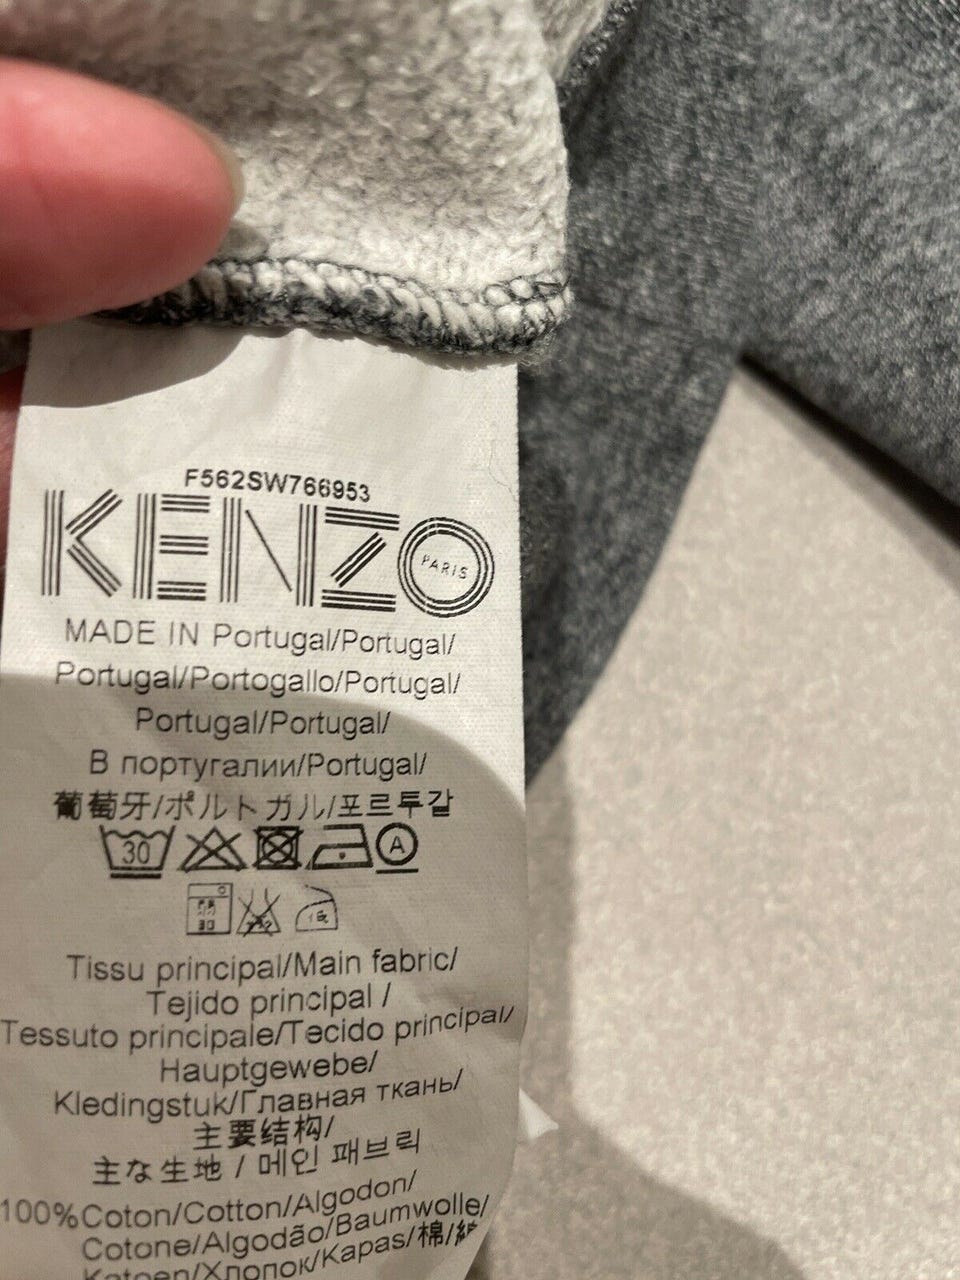 F562SW766953
KENZO
PARIS
MADE IN Portugal/Portugal/
Portugal/Portogallo/Portugal/
Portugal/Portugal/
В португалии/Portugal/
葡萄牙/ポルトガル/포르투갈
30 A
30
Tissu principal/Main fabric/
Tejido principal /
Tessuto principale/Tecido principal/
Hauptgewebe/
Kledingstuk/Главная ткань/
主要结构/
主な生地 / 메인 패브릭
100%Coton/Cotton/Algodon/
Cotone/Algodão/Baumwolle/
Katoen/Хлопок/Kapas/棉/